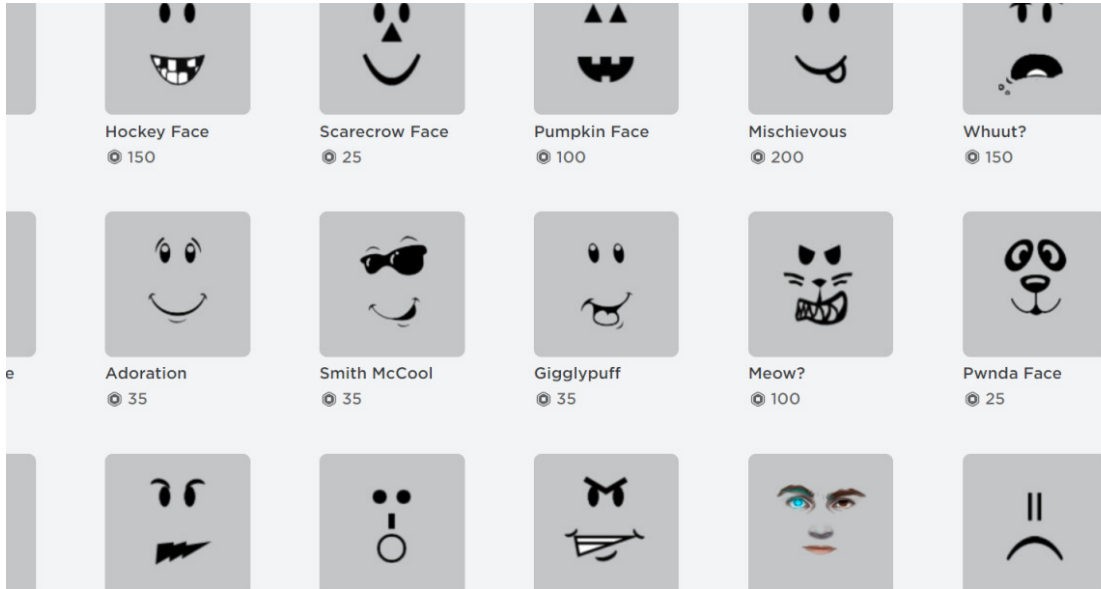 Hockey Face
150
Scarecrow Face
25
Pumpkin Face
100
Mischievous
200
Whuut?
150
e
Adoration
35
Smith McCool
35
Gigglypuff
35
Meow?
100
Pwnda Face
25